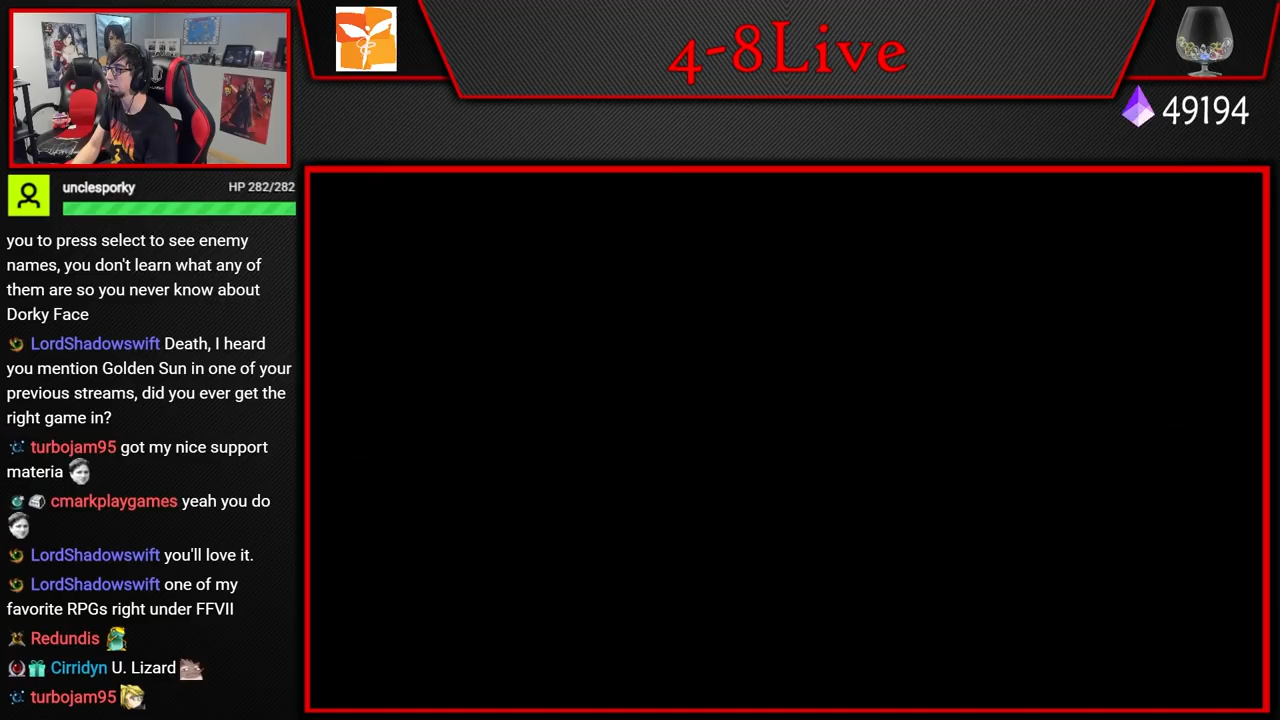 4-8Live
49194
unclesporky HP 282/282
you to press select to see enemy
names, you don't learn what any of
them are so you never know about
Dorky Face
LordShadowswift Death, I heard
you mention Golden Sun in one of your
previous streams, did you ever get the
right game in?
turbojam95 got my nice support
materia
cmarkplaygames yeah you do
LordShadowswift you'll love it.
LordShadowswift one of my
favorite RPGs right under FFVII
Redundis
Cirridyn U. Lizard
turbojam95